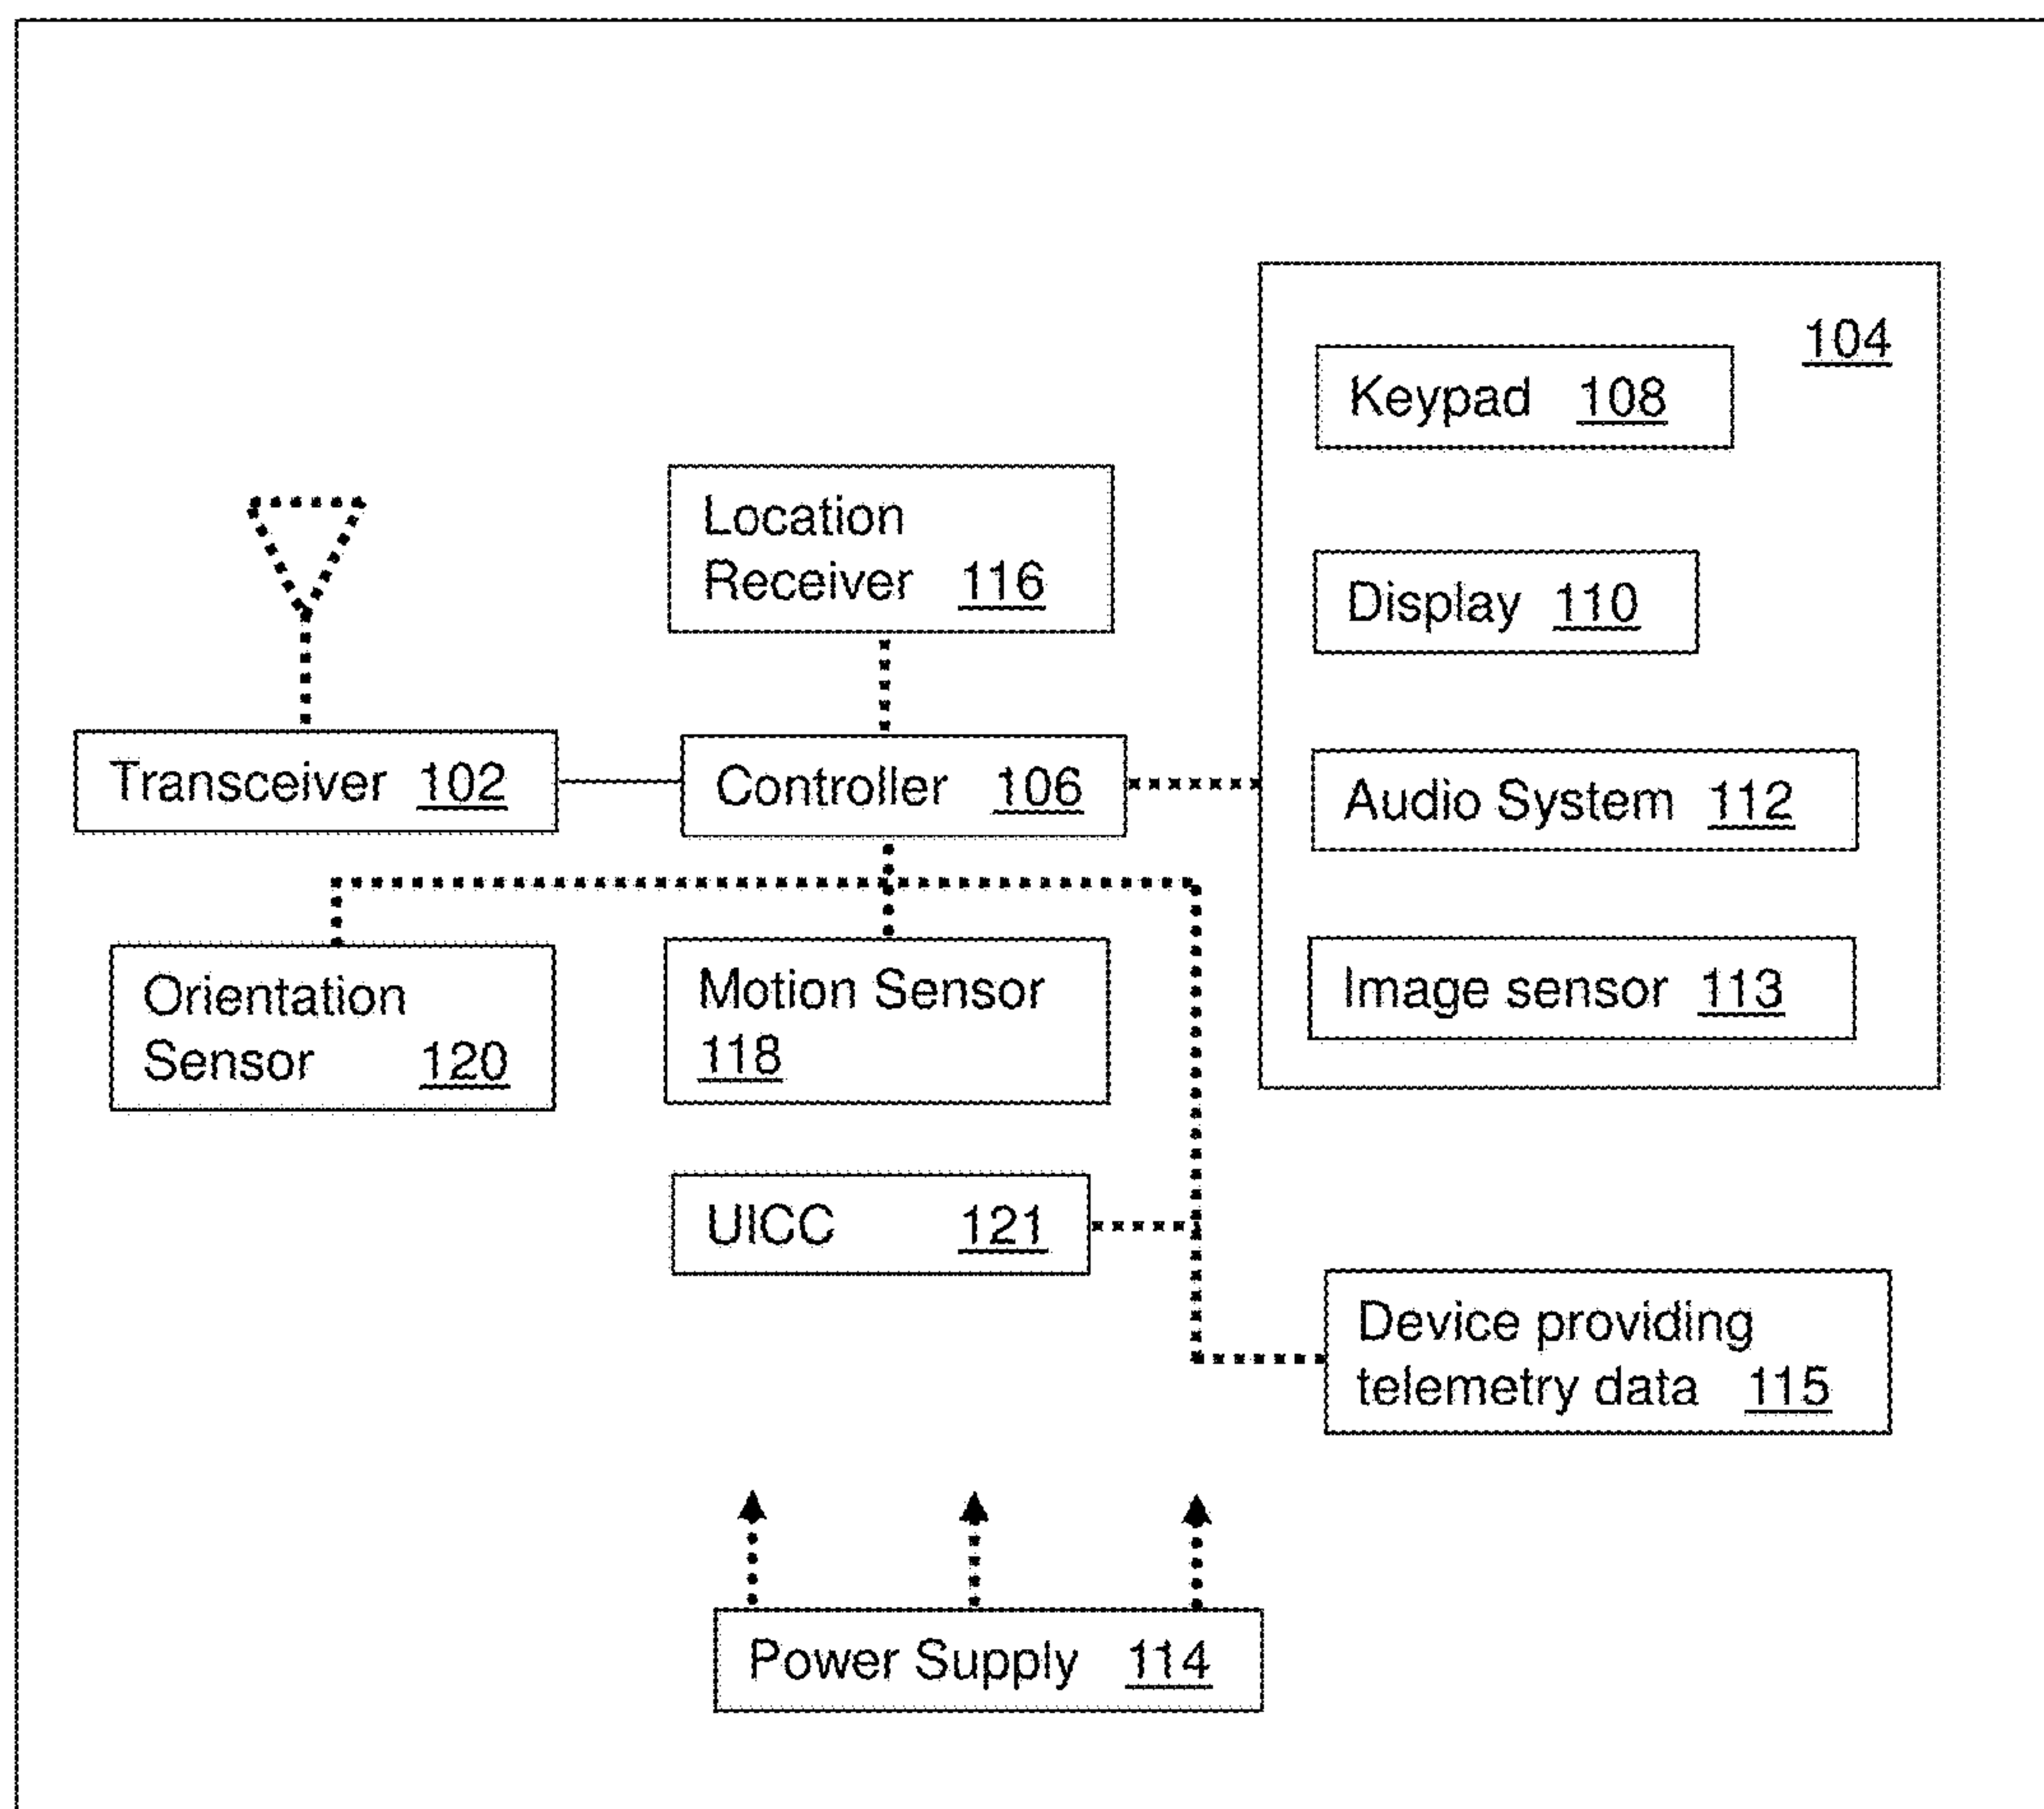 104
Keypad 108
Location
Receiver 116
Display 110
Transceiver 102
Controller 106
Audio System 112
Orientation
Sensor 120
Motion Sensor
118
Image sensor 113
UICC 121
Device providing
telemetry data 115
Power Supply 114